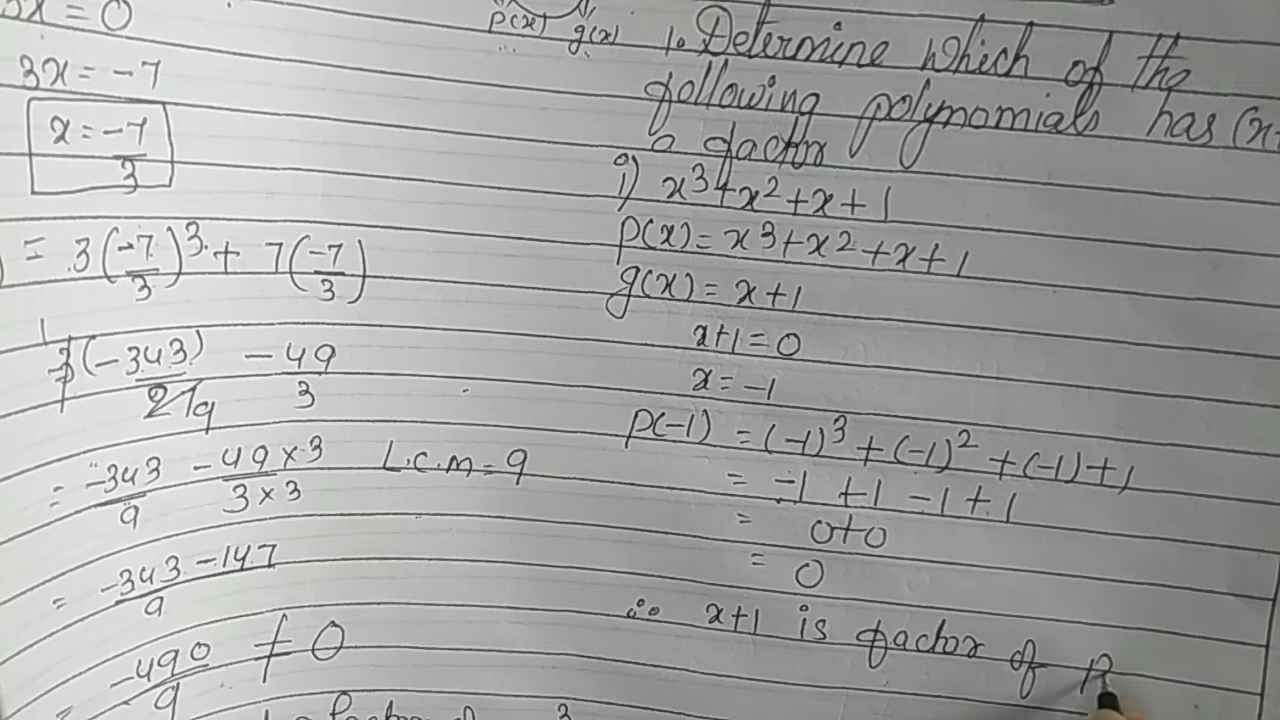 3x = 0
3x = -7
x = -7/3
= 3(-7/3)³ + 7(-7/3)
3(-343)/27 9 - 49/3
= -343/9 - 49×3/3×3 L.C.M = 9
= -343-147/9
= -490/9 ≠ 0
factor of
p(x) g(x)
1. Determine which of the
following polynomials has (x
a factor
i) x³+x²+x+1
p(x) = x³+x²+x+1
g(x) = x+1
x+1 = 0
x = -1
p(-1) = (-1)³ + (-1)² + (-1) + 1
= -1 + 1 - 1 + 1
= 0+0
= 0
∴ x+1 is factor of p